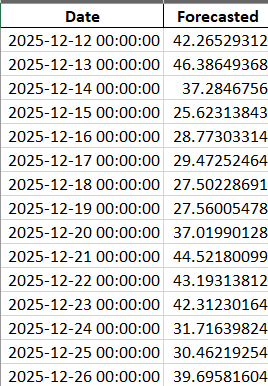 Date Forecasted
2025-12-12 00:00:00 42.26529312
2025-12-13 00:00:00 46.38649368
2025-12-14 00:00:00 37.2846756
2025-12-15 00:00:00 25.62313843
2025-12-16 00:00:00 28.77303314
2025-12-17 00:00:00 29.47252464
2025-12-18 00:00:00 27.50228691
2025-12-19 00:00:00 27.56005478
2025-12-20 00:00:00 37.01990128
2025-12-21 00:00:00 44.52180099
2025-12-22 00:00:00 43.19313812
2025-12-23 00:00:00 42.31230164
2025-12-24 00:00:00 31.71639824
2025-12-25 00:00:00 30.46219254
2025-12-26 00:00:00 39.69581604